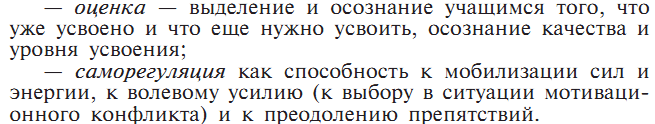 — оценка — выделение и осознание учащимся того, что
уже усвоено и что еще нужно усвоить, осознание качества и
уровня усвоения;
— саморегуляция как способность к мобилизации сил и
энергии, к волевому усилию (к выбору в ситуации мотиваци-
онного конфликта) и к преодолению препятствий.